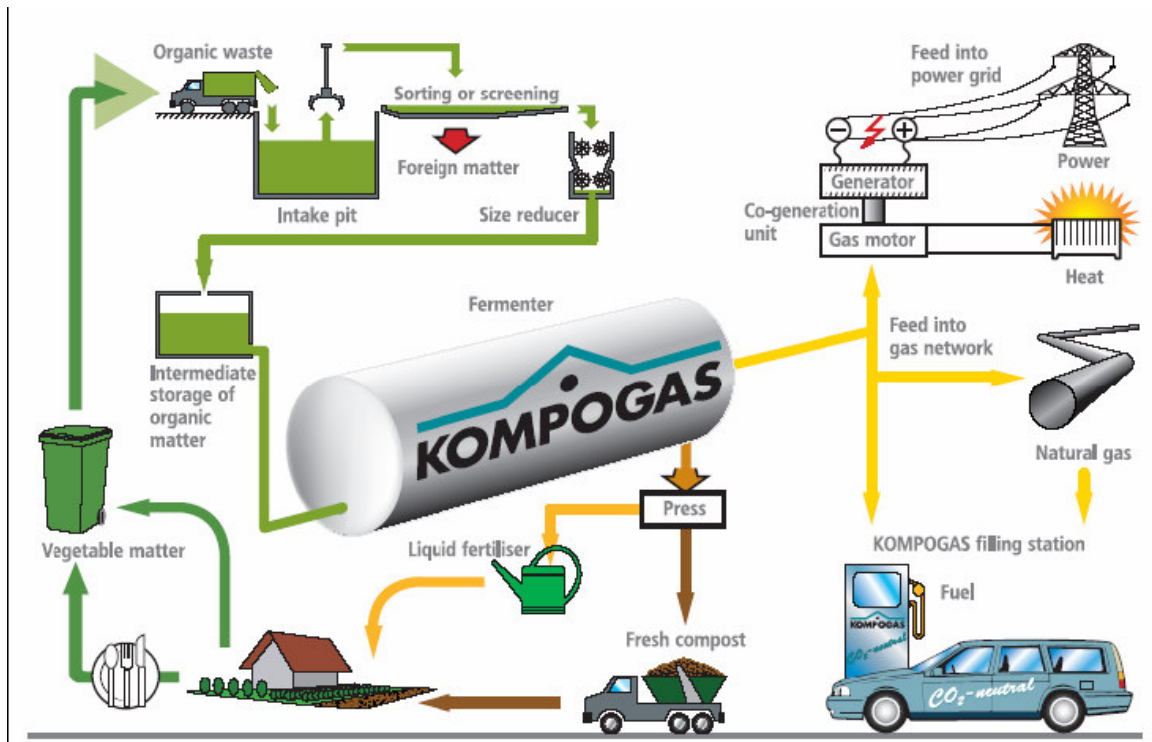 Organic waste
Sorting or screening
Foreign matter
Intake pit
Size reducer
Feed into
power grid
Power
Generator
Co-generation
unit
Gas motor
Heat
Fermenter
KOMPOGAS
Intermediate
storage of
organic
matter
Feed into
gas network
Natural gas
Press
Vegetable matter
Liquid fertiliser
KOMPOGAS filling station
Fuel
KOMPOGAS
CO₂-neutral
Fresh compost
CO₂-neutral